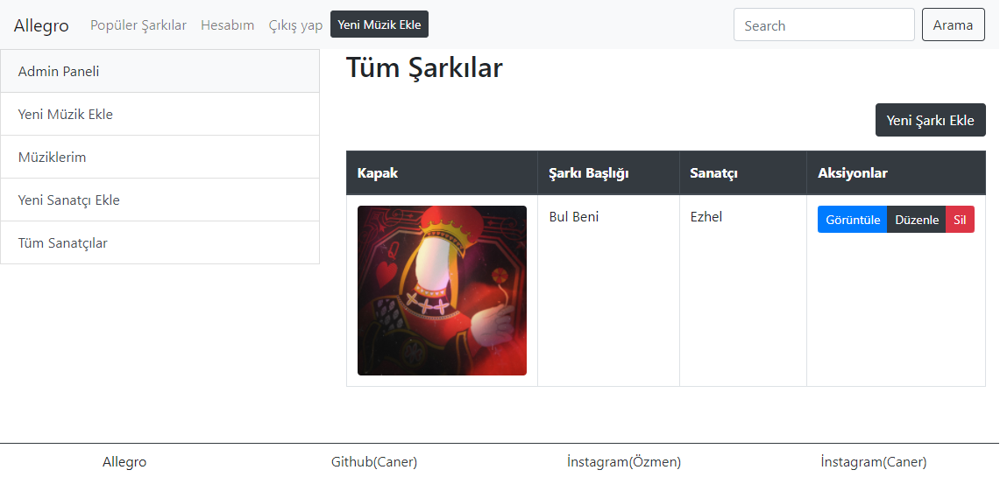 Allegro Popüler Şarkılar Hesabım Çıkış yap Yeni Müzik Ekle Search Arama
Admin Paneli
Yeni Müzik Ekle
Müziklerim
Yeni Sanatçı Ekle
Tüm Sanatçılar
Tüm Şarkılar
Yeni Şarkı Ekle
Kapak Şarkı Başlığı Sanatçı Aksiyonlar
Q
Bul Beni Ezhel Görüntüle Düzenle Sil
Allegro Github(Caner) İnstagram(Özmen) İnstagram(Caner)